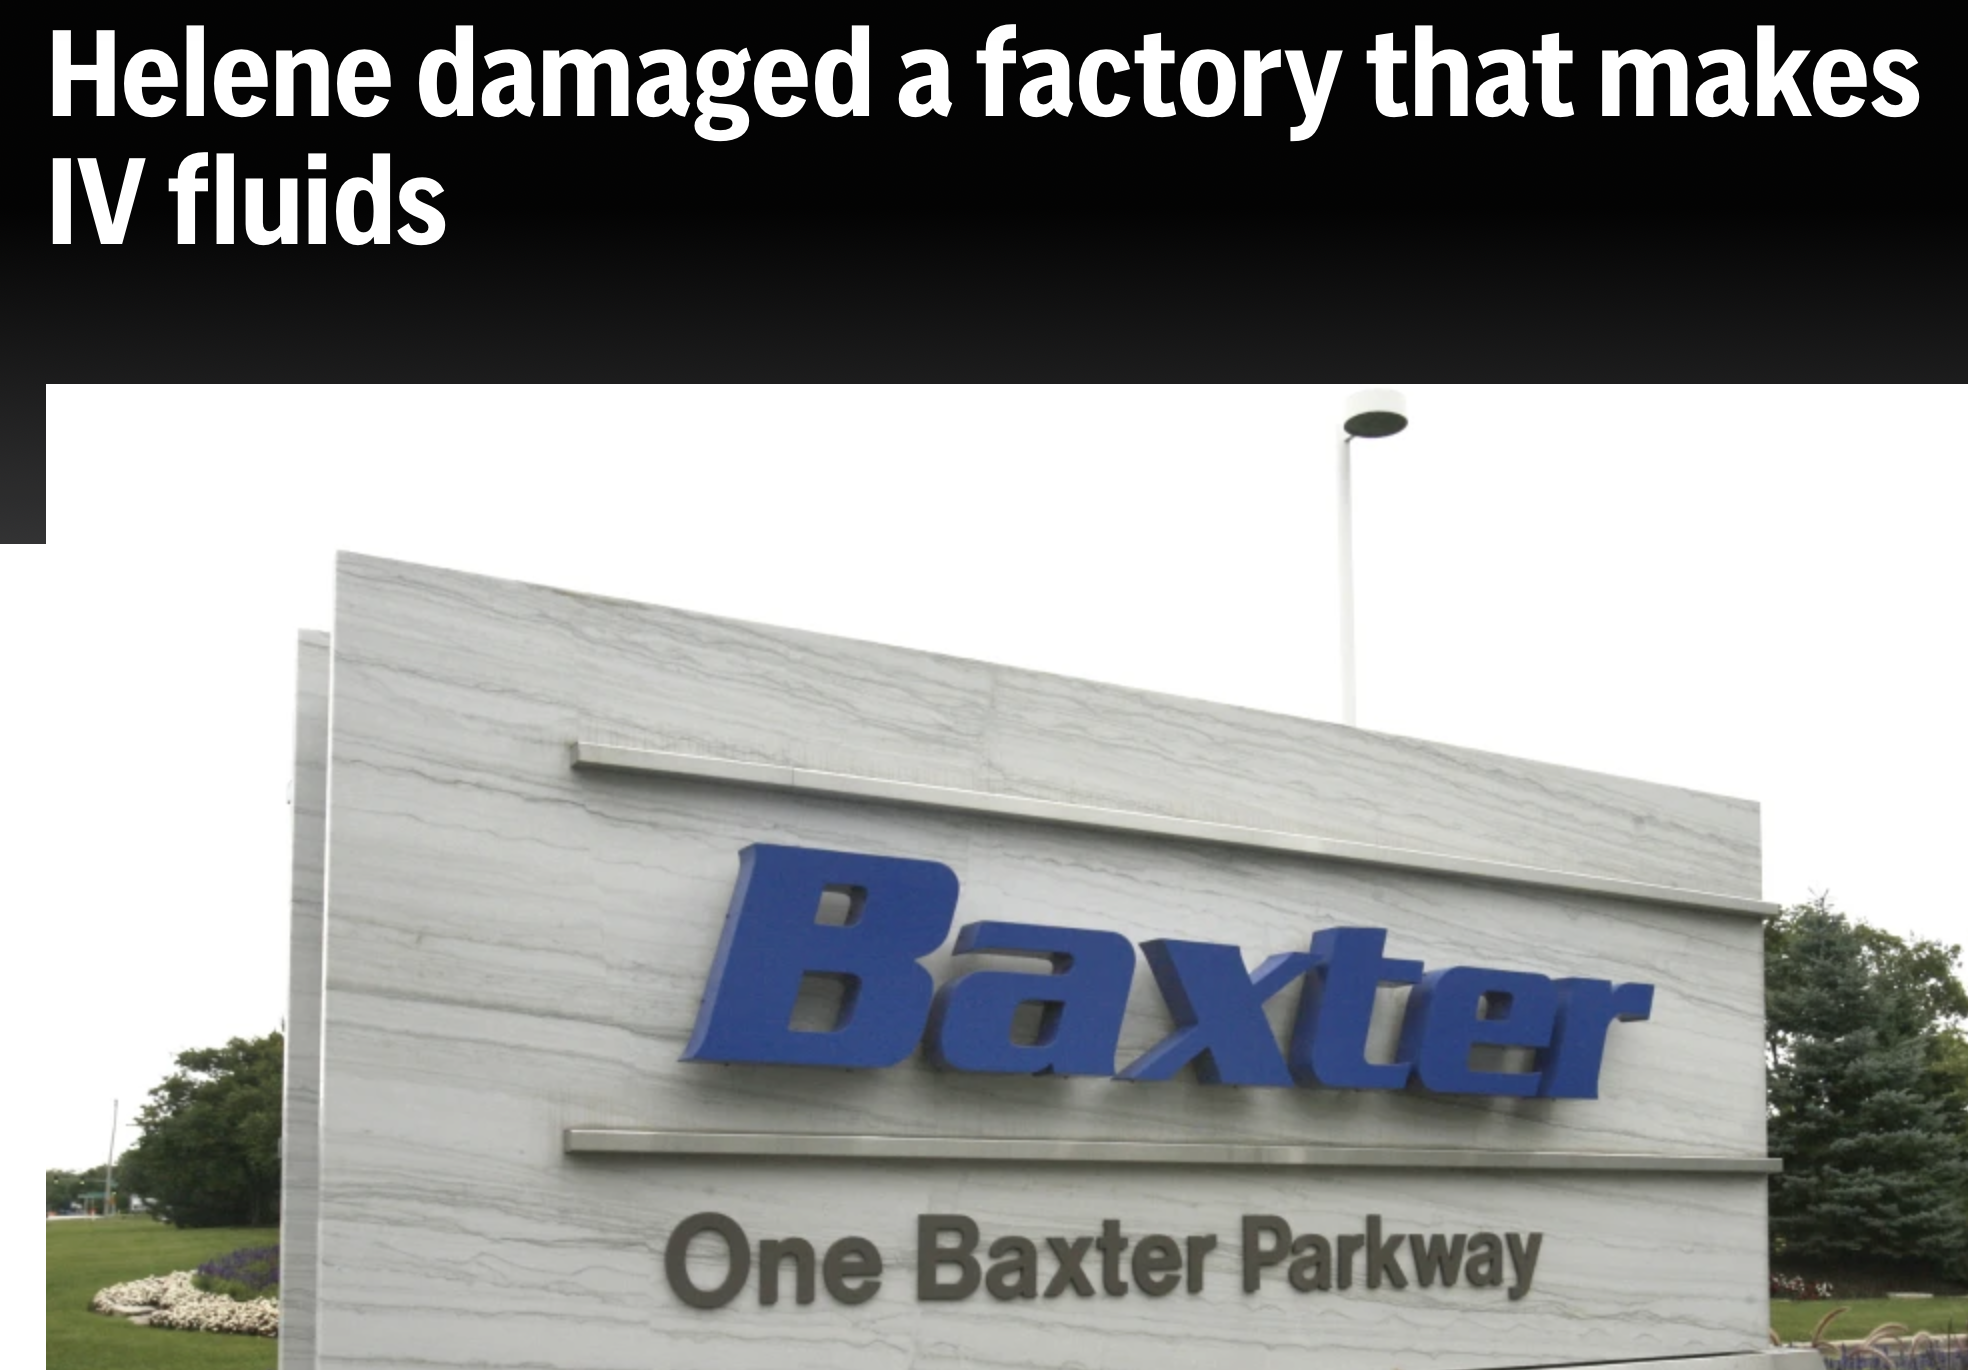 Helene damaged a factory that makes
IV fluids
Baxter
One Baxter Parkway